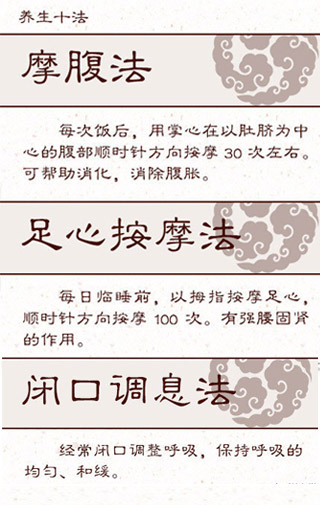 养生十法
摩腹法
每次饭后，用掌心在以肚脐为中
心的腹部顺时针方向按摩 30 次左右。
可帮助消化，消除腹胀。
足心按摩法
每日临睡前，以拇指按摩足心，
顺时针方向按摩 100 次。有强腰固肾
的作用。
闭口调息法
经常闭口调整呼吸，保持呼吸的
均匀、和缓。